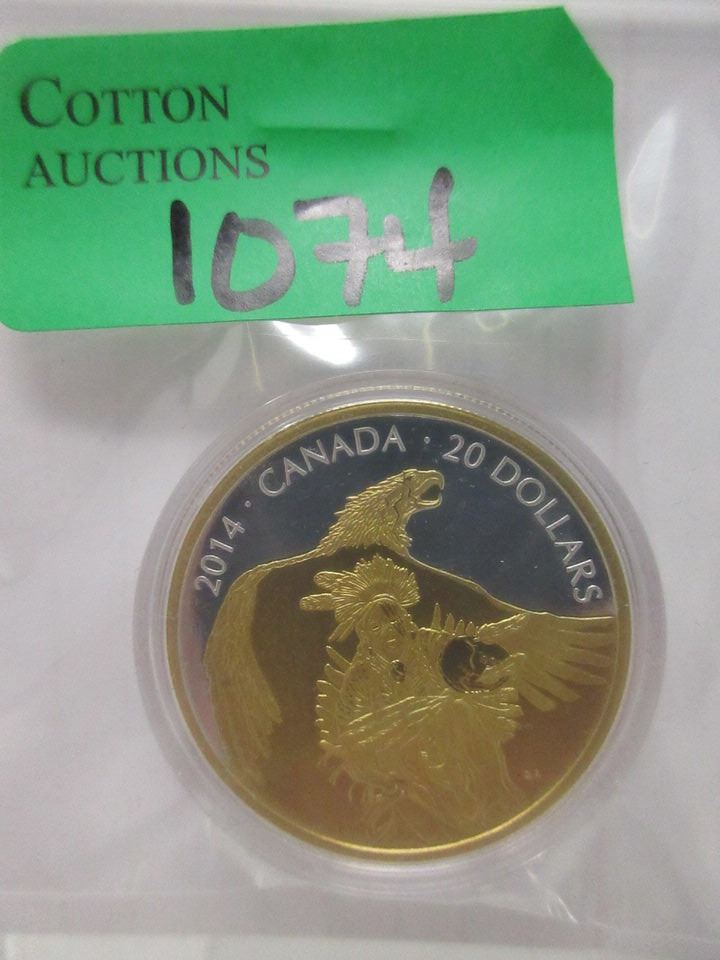 COTTON
AUCTIONS
1074
2014 · CANADA · 20 DOLLARS